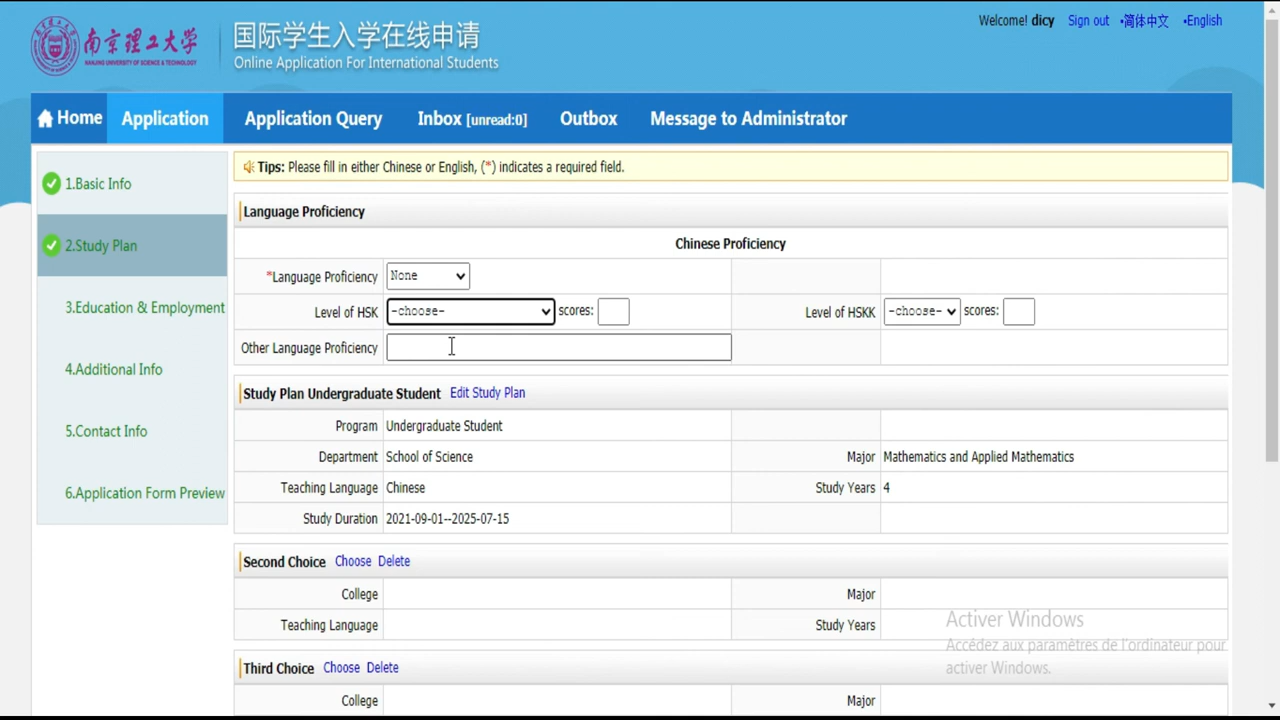 Welcome! dicy Sign out •简体中文 •English
南京理工大学 国际学生入学在线申请
NANJING UNIVERSITY OF SCIENCE & TECHNOLOGY Online Application For International Students
Home Application Application Query Inbox [unread:0] Outbox Message to Administrator
1.Basic Info
2.Study Plan
3.Education & Employment
4.Additional Info
5.Contact Info
6.Application Form Preview
Tips: Please fill in either Chinese or English, (*) indicates a required field.
Language Proficiency
Chinese Proficiency
*Language Proficiency None
Level of HSK -choose- scores: Level of HSKK -choose- scores:
Other Language Proficiency
Study Plan Undergraduate Student Edit Study Plan
Program Undergraduate Student
Department School of Science Major Mathematics and Applied Mathematics
Teaching Language Chinese Study Years 4
Study Duration 2021-09-01--2025-07-15
Second Choice Choose Delete
College Major
Teaching Language Study Years
Third Choice Choose Delete
College Major
Activer Windows
Accédez aux paramètres de l'ordinateur pour
activer Windows.